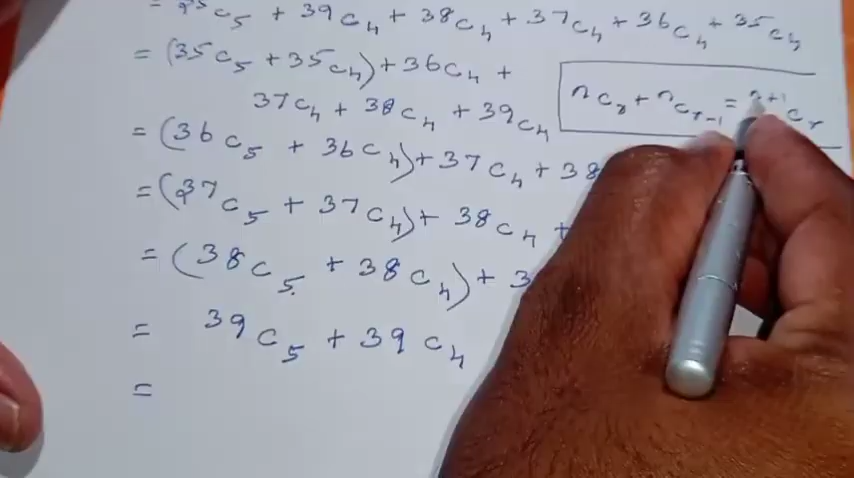 = 35C5 + 39C4 + 38C4 + 37C4 + 36C4 + 35C4
= (35C5 + 35C4) + 36C4 +
37C4 + 38C4 + 39C4
nCr + nCr-1 = n+1Cr
= (36C5 + 36C4) + 37C4 + 38
= (37C5 + 37C4) + 38C4 +
= (38C5 + 38C4) + 3
= 39C5 + 39C4
=